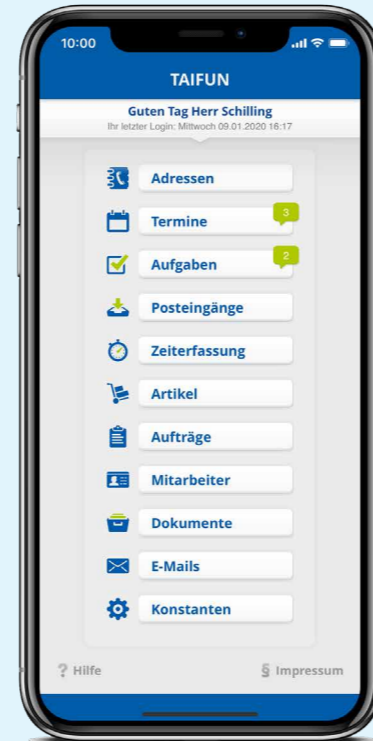 10:00
TAIFUN
Guten Tag Herr Schilling
Ihr letzter Login: Mittwoch 09.01.2020 16:17
Adressen
Termine
3
Aufgaben
2
Posteingänge
Zeiterfassung
Artikel
Aufträge
Mitarbeiter
Dokumente
E-Mails
Konstanten
? Hilfe
§ Impressum